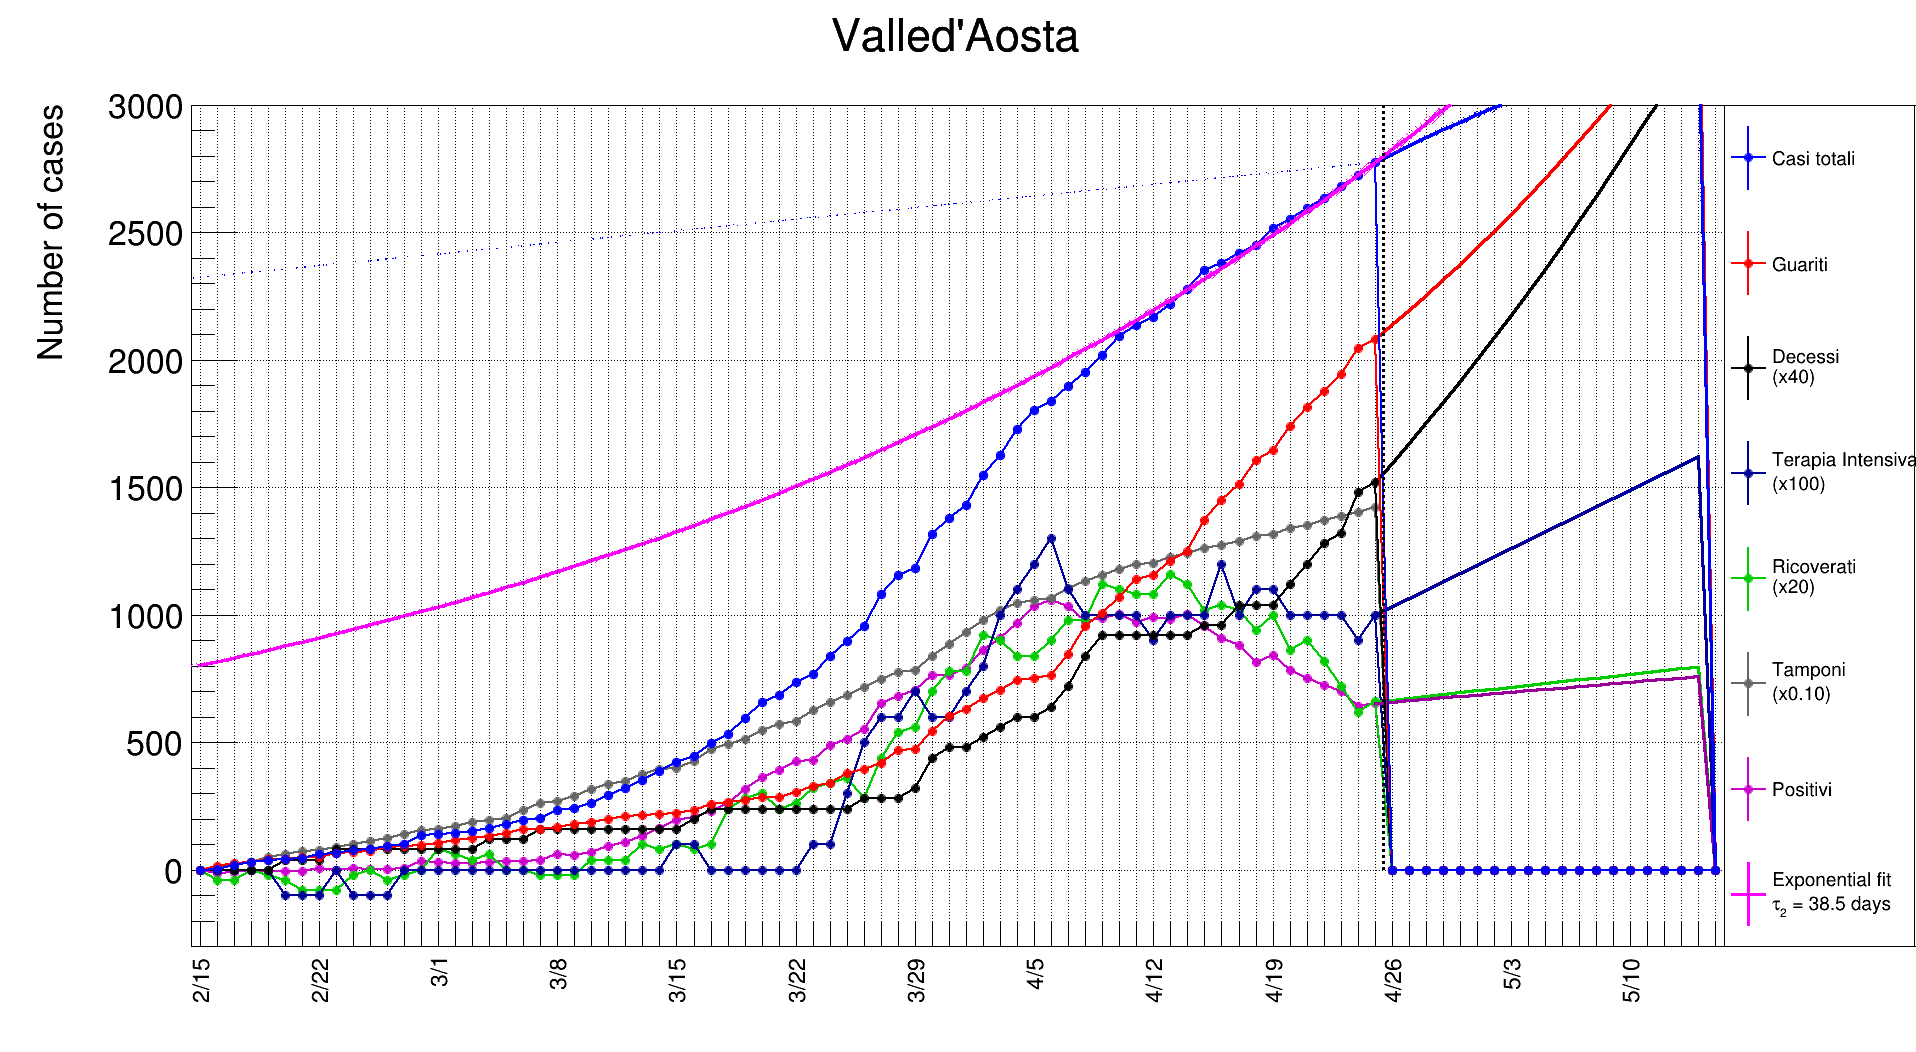 Valled'Aosta
Number of cases
3000
2500
2000
1500
1000
500
0
2/15
2/22
3/1
3/8
3/15
3/22
3/29
4/5
4/12
4/19
4/26
5/3
5/10
Casi totali
Guariti
Decessi
(x40)
Terapia Intensiva
(x100)
Ricoverati
(x20)
Tamponi
(x0.10)
Positivi
Exponential fit
τ2 = 38.5 days